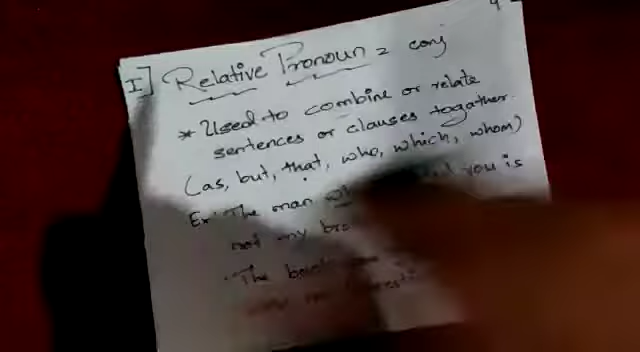 I] Relative Pronoun = conj
* Used to combine or relate
sentences or clauses togather.
(as, but, that, who, which, whom)
Ex: The man you is
not my
The